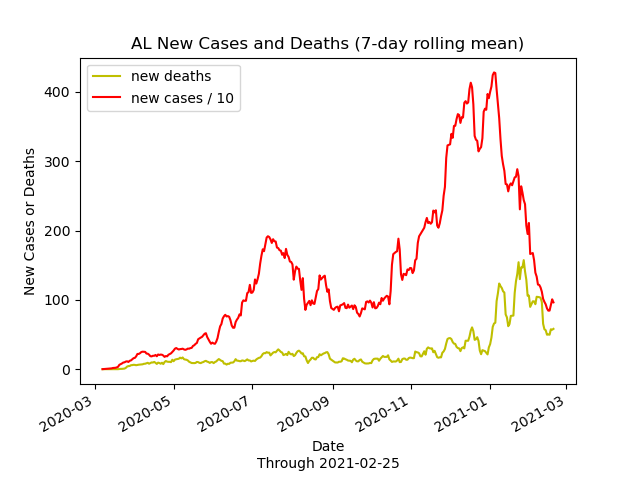 AL New Cases and Deaths (7-day rolling mean)
new deaths
new cases / 10
400
300
200
100
0
New Cases or Deaths
2020-03
2020-05
2020-07
2020-09
2020-11
2021-01
2021-03
Date
Through 2021-02-25